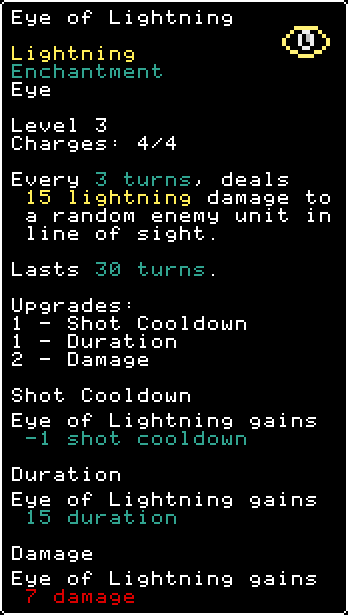 Eye of Lightning
Lightning
Enchantment
Eye
Level 3
Charges: 4/4
Every 3 turns, deals
15 lightning damage to
a random enemy unit in
line of sight.
Lasts 30 turns.
Upgrades:
1 - Shot Cooldown
1 - Duration
2 - Damage
Shot Cooldown
Eye of Lightning gains
-1 shot cooldown
Duration
Eye of Lightning gains
15 duration
Damage
Eye of Lightning gains
7 damage